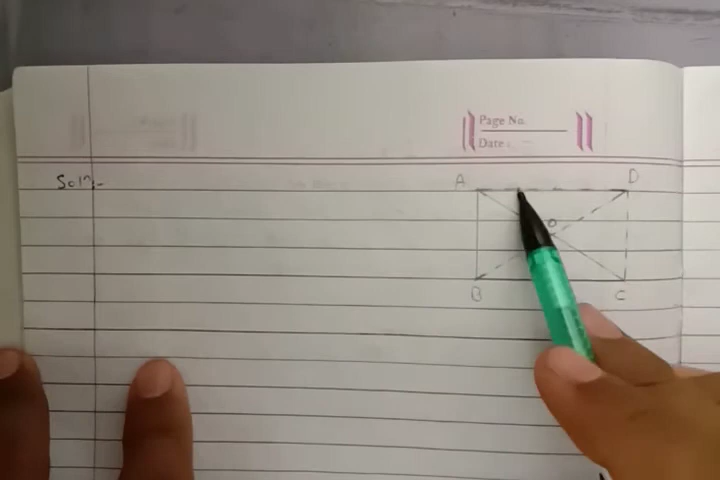 Page No.
Date :
Soln:-
A
D
O
B
C